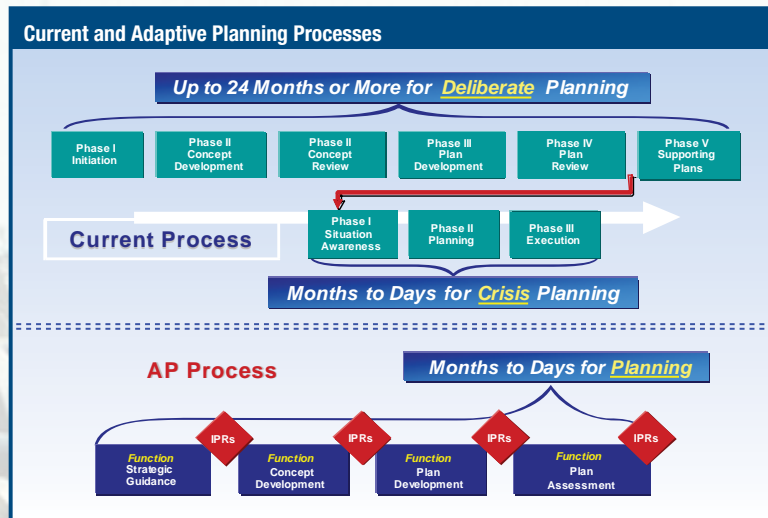 Current and Adaptive Planning Processes
Up to 24 Months or More for Deliberate Planning
Phase I
Initiation
Phase II
Concept
Development
Phase II
Concept
Review
Phase III
Plan
Development
Phase IV
Plan
Review
Phase V
Supporting
Plans
Current Process
Phase I
Situation
Awareness
Phase II
Planning
Phase III
Execution
Months to Days for Crisis Planning
AP Process
Months to Days for Planning
IPRs
IPRs
IPRs
IPRs
Function
Strategic
Guidance
Function
Concept
Development
Function
Plan
Development
Function
Plan
Assessment